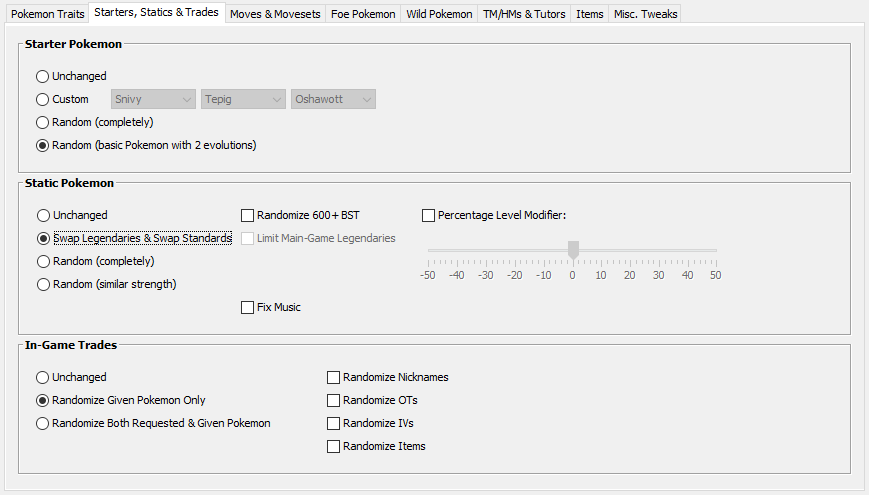 Pokemon Traits Starters, Statics & Trades Moves & Movesets Foe Pokemon Wild Pokemon TM/HMs & Tutors Items Misc. Tweaks
Starter Pokemon
Unchanged
Custom Snivy Tepig Oshawott
Random (completely)
Random (basic Pokemon with 2 evolutions)
Static Pokemon
Unchanged Randomize 600+ BST Percentage Level Modifier:
Swap Legendaries & Swap Standards Limit Main-Game Legendaries
Random (completely) -50 -40 -30 -20 -10 0 10 20 30 40 50
Random (similar strength)
Fix Music
In-Game Trades
Unchanged Randomize Nicknames
Randomize Given Pokemon Only Randomize OTs
Randomize Both Requested & Given Pokemon Randomize IVs
Randomize Items